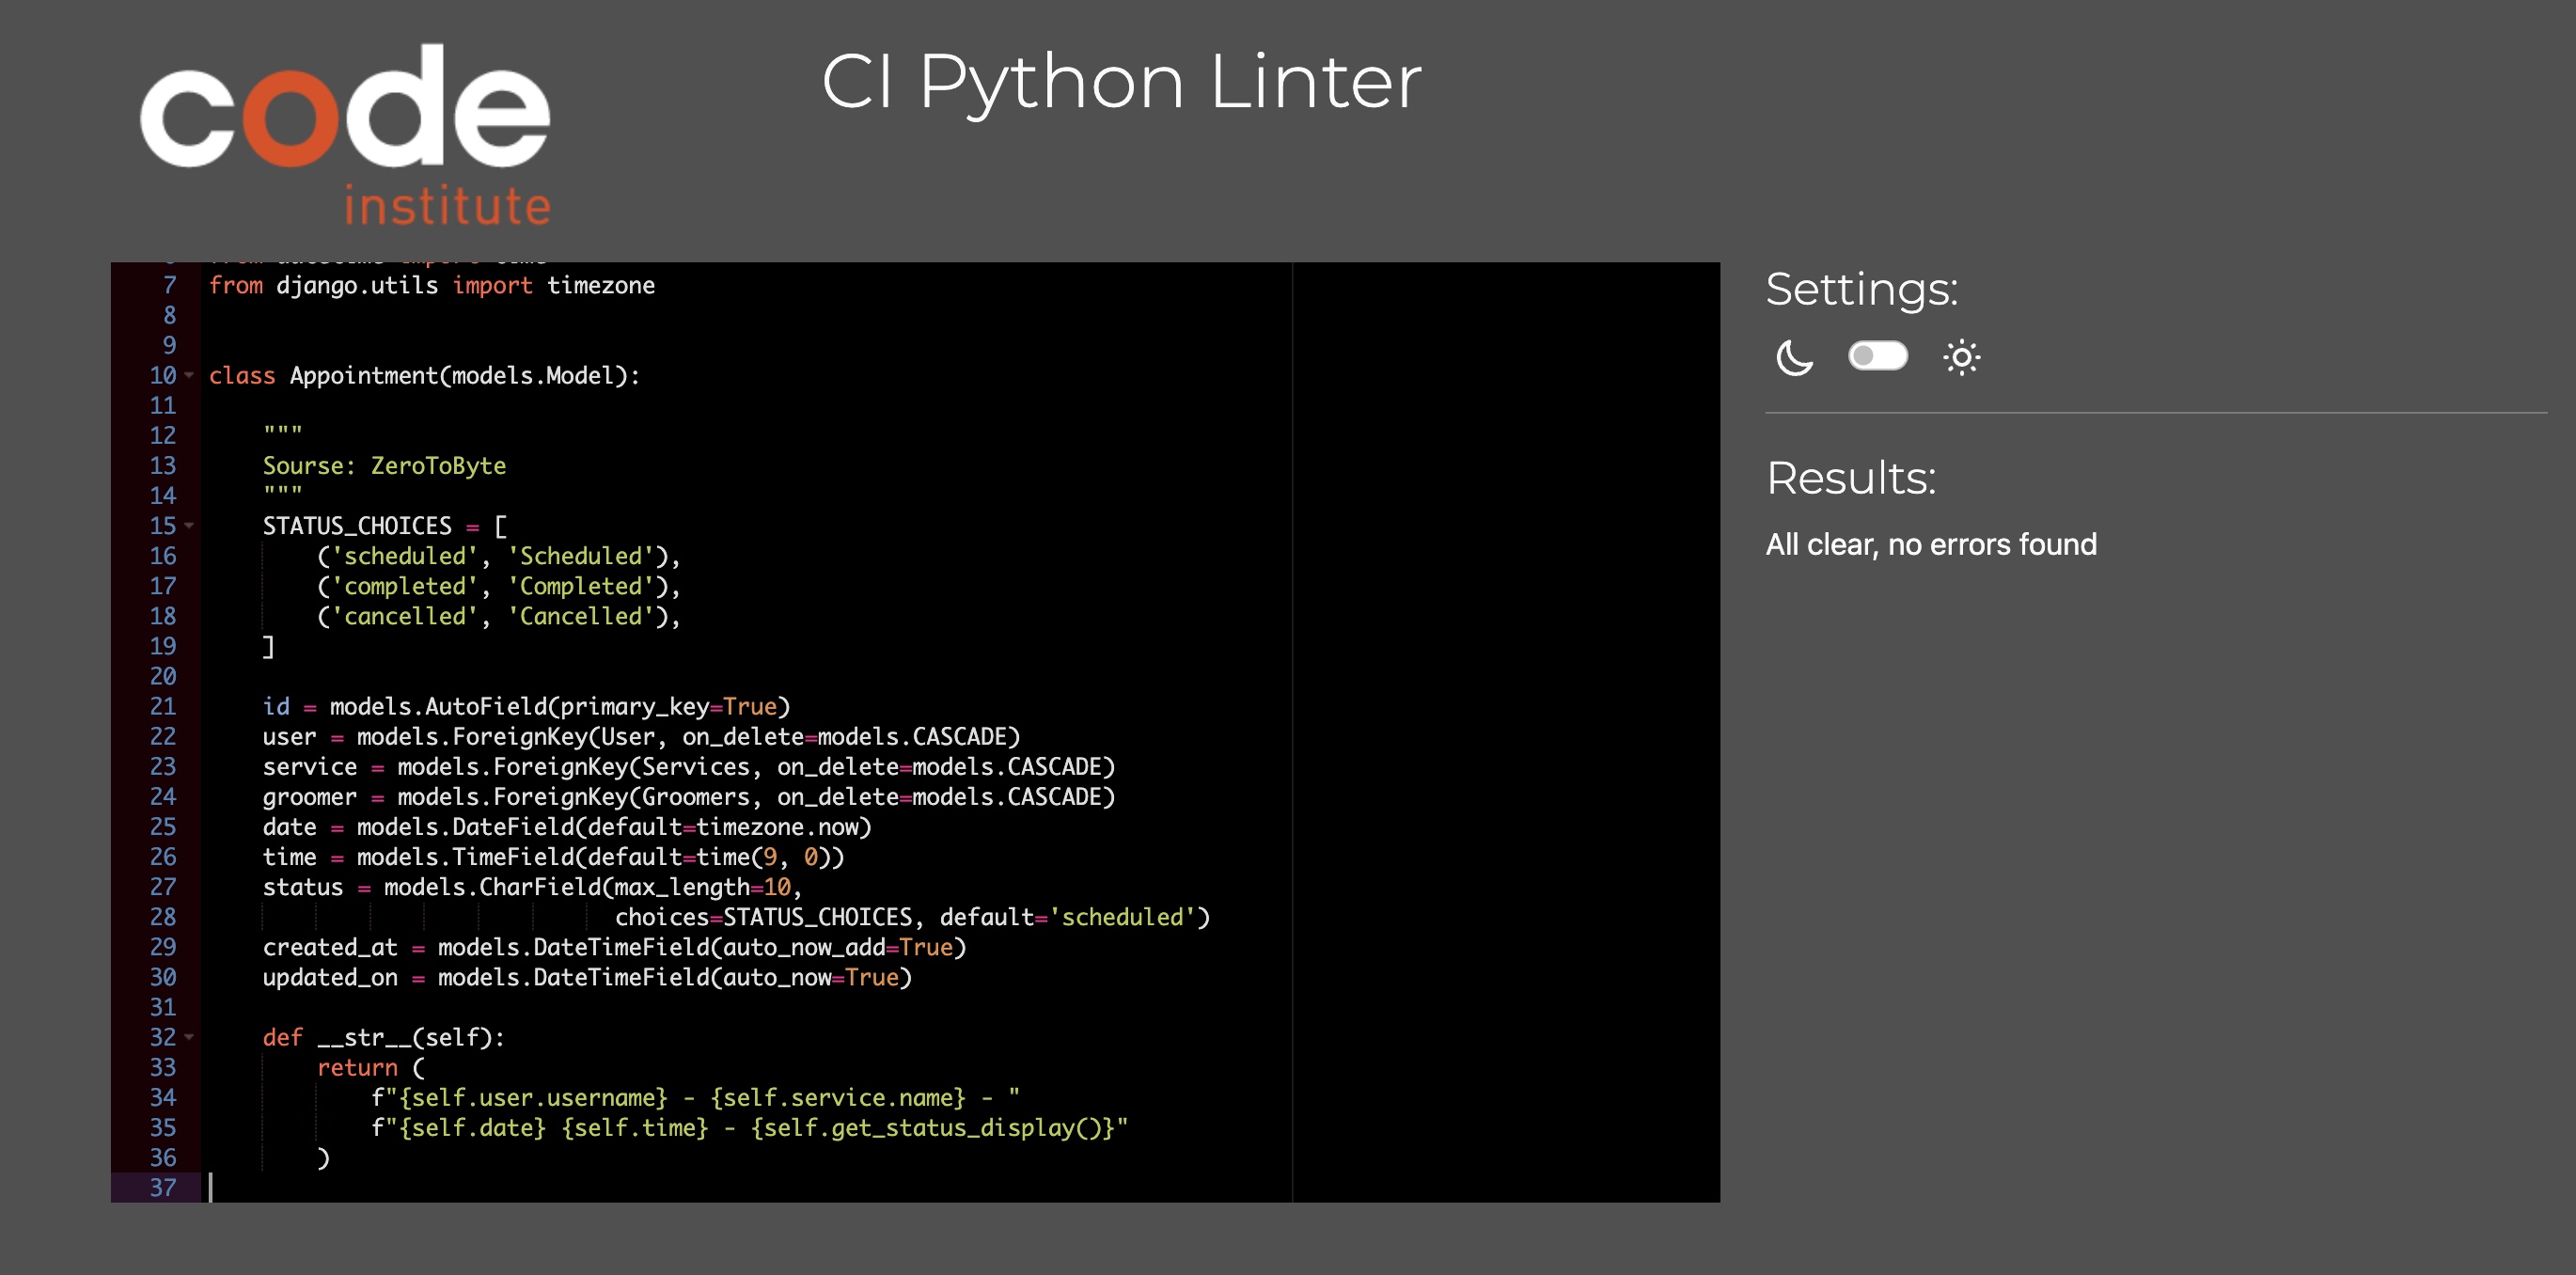 code
institute
CI Python Linter
7 from django.utils import timezone
8
9
10 class Appointment(models.Model):
11
12     """
13     Sourse: ZeroToByte
14     """
15     STATUS_CHOICES = [
16         ('scheduled', 'Scheduled'),
17         ('completed', 'Completed'),
18         ('cancelled', 'Cancelled'),
19     ]
20
21     id = models.AutoField(primary_key=True)
22     user = models.ForeignKey(User, on_delete=models.CASCADE)
23     service = models.ForeignKey(Services, on_delete=models.CASCADE)
24     groomer = models.ForeignKey(Groomers, on_delete=models.CASCADE)
25     date = models.DateField(default=timezone.now)
26     time = models.TimeField(default=time(9, 0))
27     status = models.CharField(max_length=10,
28                               choices=STATUS_CHOICES, default='scheduled')
29     created_at = models.DateTimeField(auto_now_add=True)
30     updated_on = models.DateTimeField(auto_now=True)
31
32     def __str__(self):
33         return (
34             f"{self.user.username} - {self.service.name} - "
35             f"{self.date} {self.time} - {self.get_status_display()}"
36         )
37
Settings:
Results:
All clear, no errors found